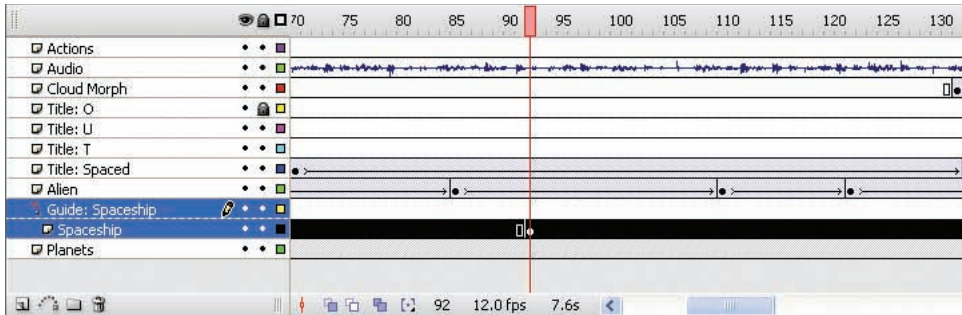 70 75 80 85 90 95 100 105 110 115 120 125 130
Actions
Audio
Cloud Morph
Title: O
Title: U
Title: T
Title: Spaced
Alien
Guide: Spaceship
Spaceship
Planets
92 12.0 fps 7.6s